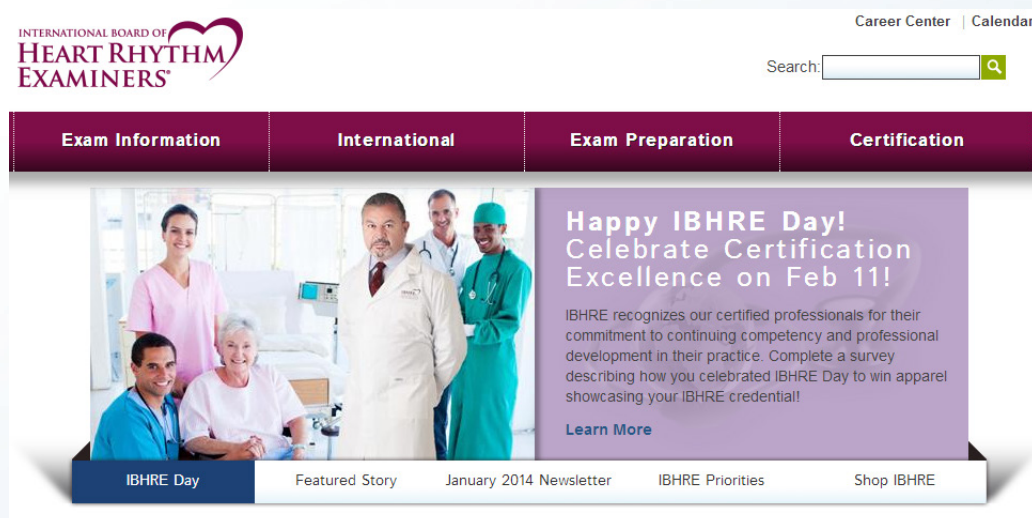 Career Center | Calendar
INTERNATIONAL BOARD OF
HEART RHYTHM
EXAMINERS®
Search:
Exam Information
International
Exam Preparation
Certification
Happy IBHRE Day!
Celebrate Certification
Excellence on Feb 11!
IBHRE recognizes our certified professionals for their
commitment to continuing competency and professional
development in their practice. Complete a survey
describing how you celebrated IBHRE Day to win apparel
showcasing your IBHRE credential!
Learn More
IBHRE Day
Featured Story
January 2014 Newsletter
IBHRE Priorities
Shop IBHRE